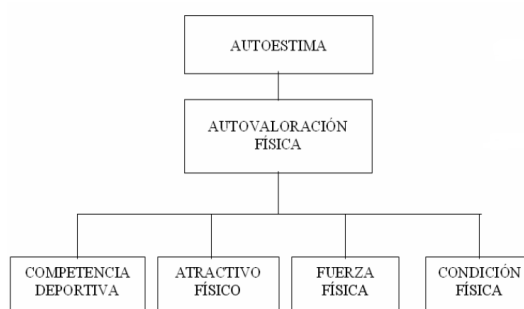 AUTOESTIMA
AUTOVALORACIÓN
FÍSICA
COMPETENCIA
DEPORTIVA
ATRACTIVO
FÍSICO
FUERZA
FÍSICA
CONDICIÓN
FÍSICA